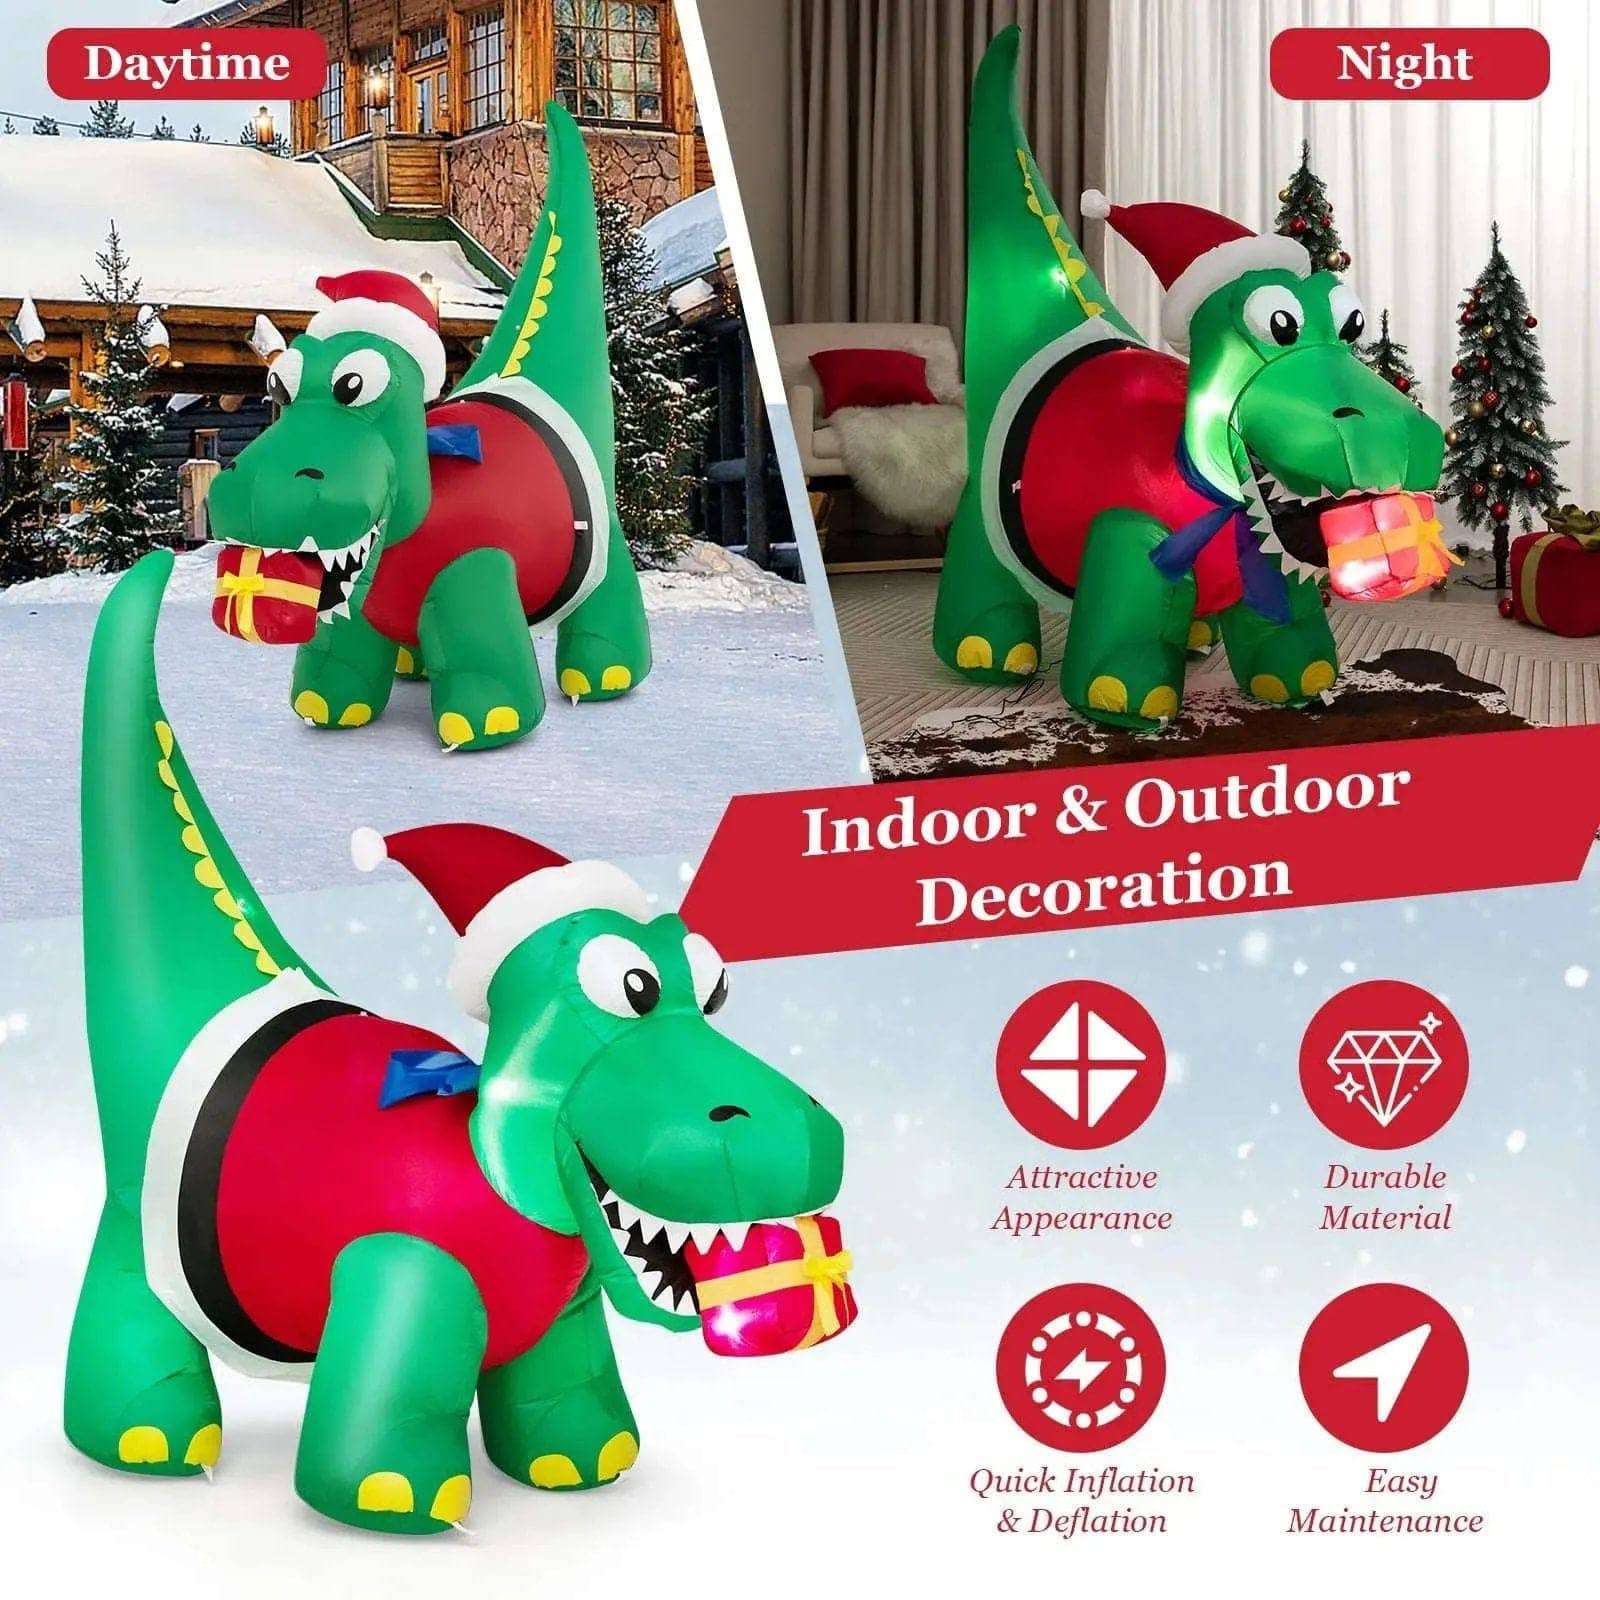 Daytime
Night
Indoor & Outdoor
Decoration
Attractive
Appearance
Durable
Material
Quick Inflation
& Deflation
Easy
Maintenance